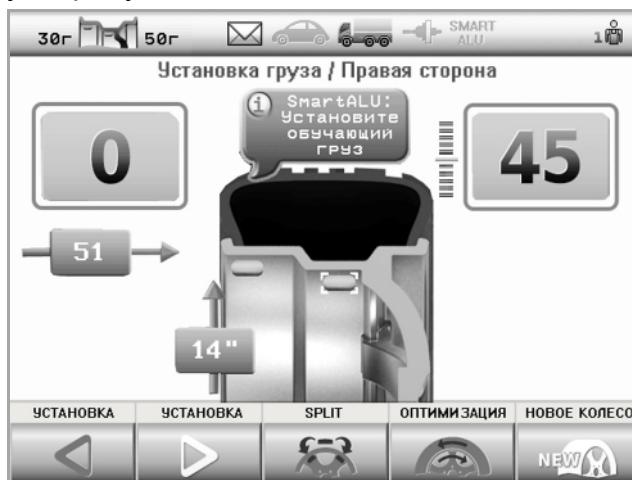 30г 50г SMART ALU 1
Установка груза / Правая сторона
SmartALU:
Установите
обучающий
груз
0
45
51
14"
УСТАНОВКА УСТАНОВКА SPLIT ОПТИМИЗАЦИЯ НОВОЕ КОЛЕСО
NEW